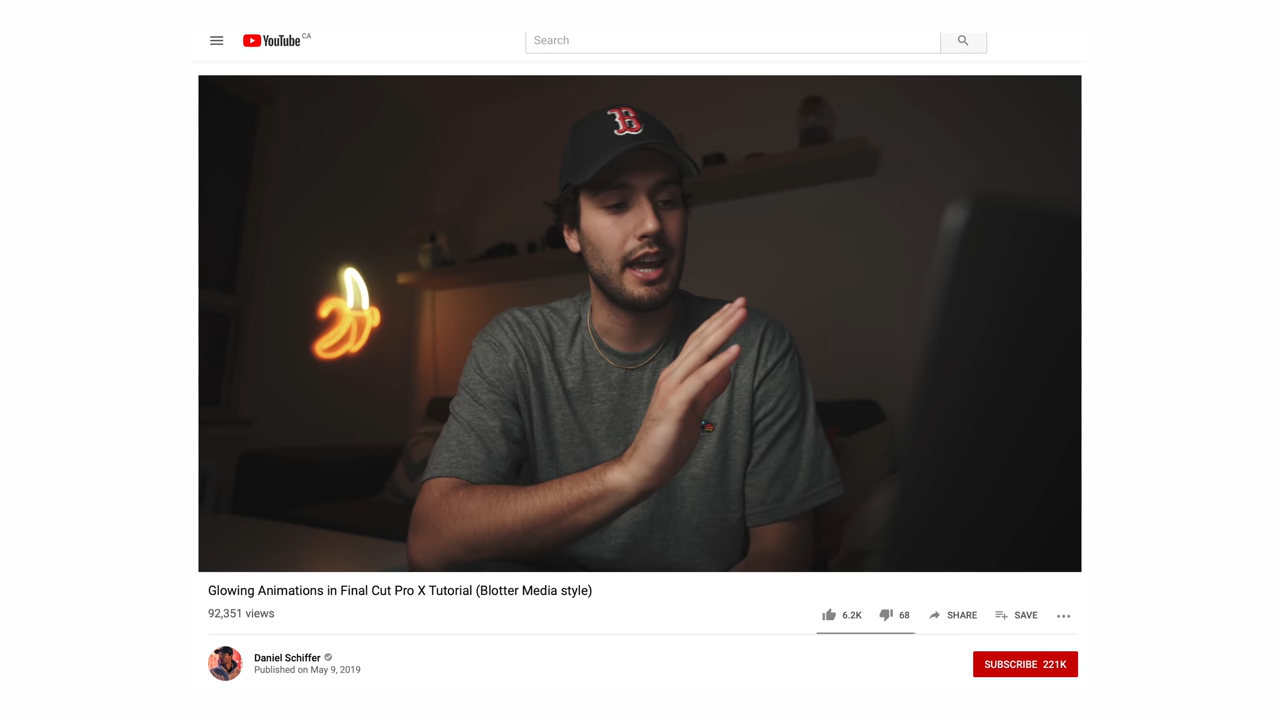 YouTube CA
Search
B
Glowing Animations in Final Cut Pro X Tutorial (Blotter Media style)
92,351 views
6.2K
68
SHARE
SAVE
Daniel Schiffer
Published on May 9, 2019
SUBSCRIBE 221K